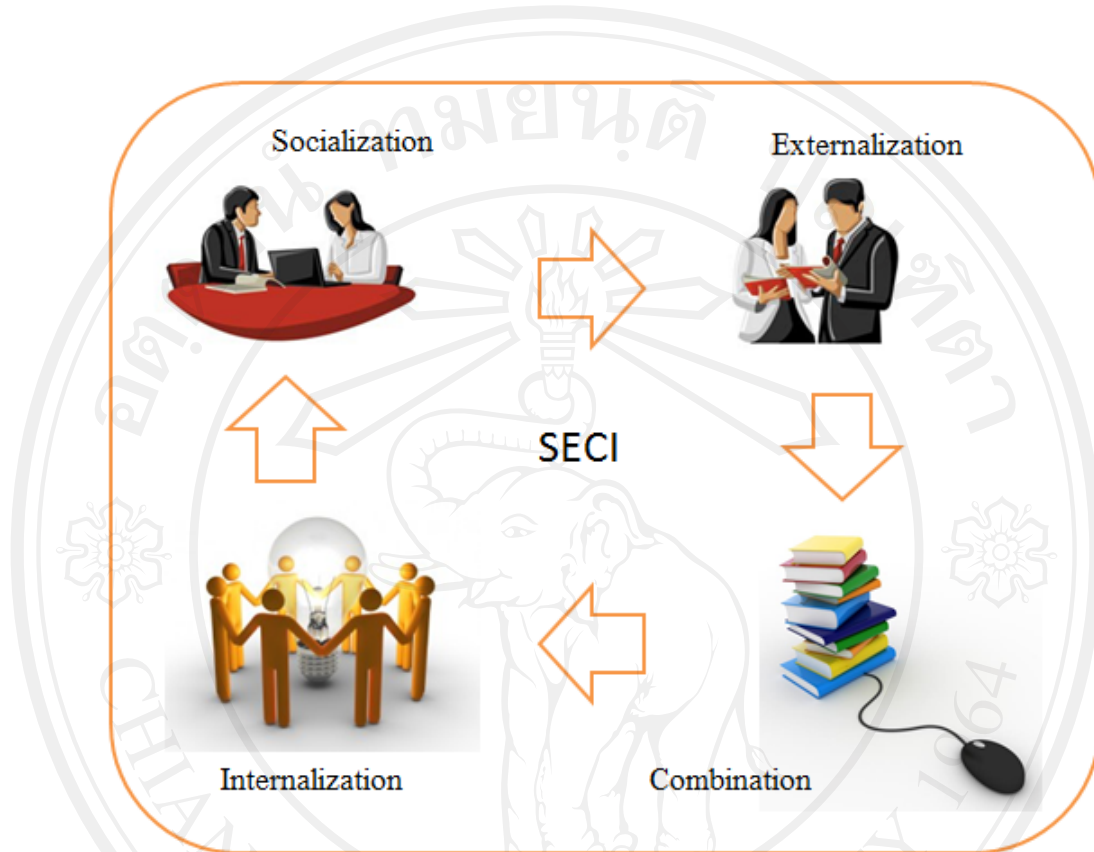 Socialization
Externalization
SECI
Internalization
Combination
1964